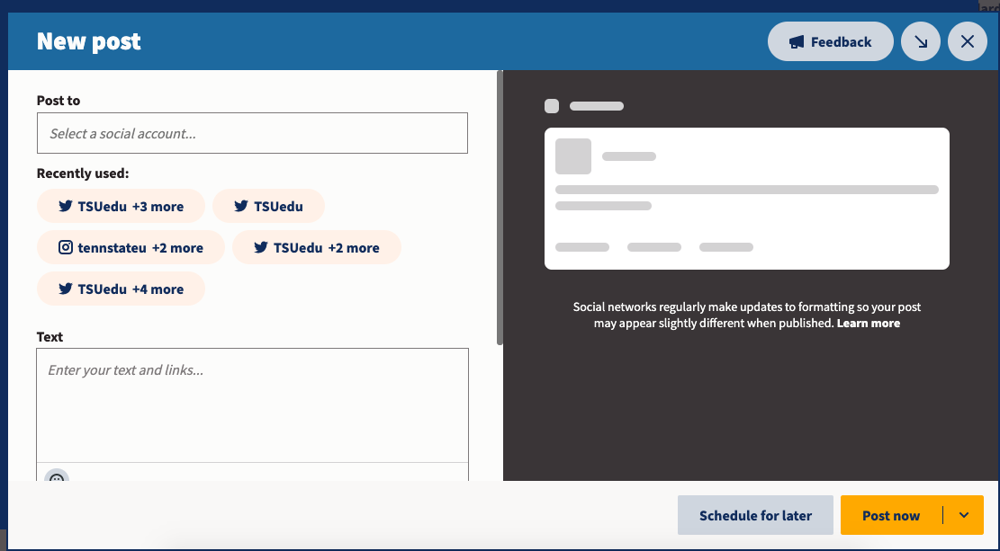 New post
Feedback
Post to
Select a social account...
Recently used:
TSUedu +3 more
TSUedu
tennstateu +2 more
TSUedu +2 more
TSUedu +4 more
Text
Enter your text and links...
Social networks regularly make updates to formatting so your post
may appear slightly different when published. Learn more
Schedule for later
Post now